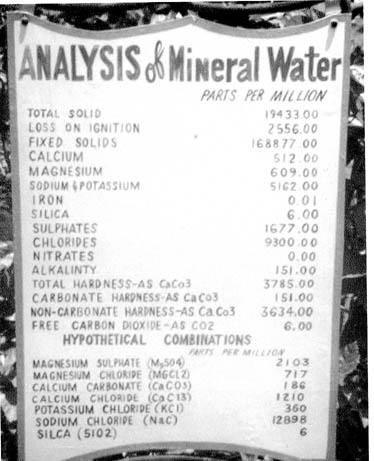 ANALYSIS of Mineral Water
PARTS PER MILLION
TOTAL SOLID 19433.00
LOSS ON IGNITION 2556.00
FIXED SOLIDS 168877.00
CALCIUM 512.00
MAGNESIUM 609.00
SODIUM & POTASSIUM 5162.00
IRON 0.01
SILICA 6.00
SULPHATES 1677.00
CHLORIDES 9300.00
NITRATES 0.00
ALKALINTY 151.00
TOTAL HARDNESS-AS CaCo3 3785.00
CARBONATE HARDNESS-AS CaCo3 151.00
NON-CARBONATE HARDNESS-AS CaCo3 3634.00
FREE CARBON DIOXIDE-AS CO2 6.00
HYPOTHETICAL COMBINATIONS
PARTS PER MILLION
MAGNESIUM SULPHATE (MgSO4) 2103
MAGNESIUM CHLORIDE (MGCL2) 717
CALCIUM CARBONATE (CaCO3) 186
CALCIUM CHLORIDE (CaC13) 1210
POTASSIUM CHLORIDE (KCI) 360
SODIUM CHLORIDE (NaC) 12898
SILCA (S102) 6